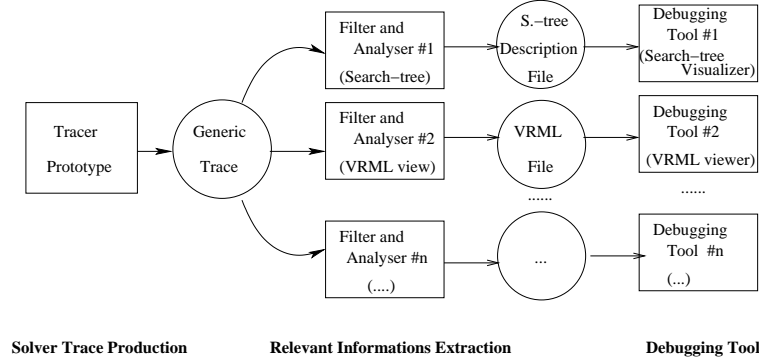 Tracer
Prototype
Generic
Trace
Filter and
Analyser #1
(Search−tree)
S.−tree
Description
File
Debugging
Tool #1
(Search−tree
Visualizer)
Filter and
Analyser #2
(VRML view)
VRML
File
......
Debugging
Tool #2
(VRML viewer)
......
Filter and
Analyser #n
(....)
...
Debugging
Tool #n
(...)
Solver Trace Production
Relevant Informations Extraction
Debugging Tool